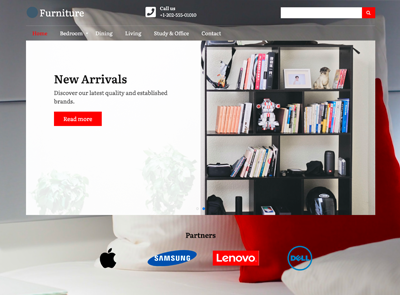 Furniture
Call us
+1-202-555-01010
Home Bedroom Dining Living Study & Office Contact
New Arrivals
Discover our latest quality and established
brands.
Read more
Partners
SAMSUNG
Lenovo
DELL